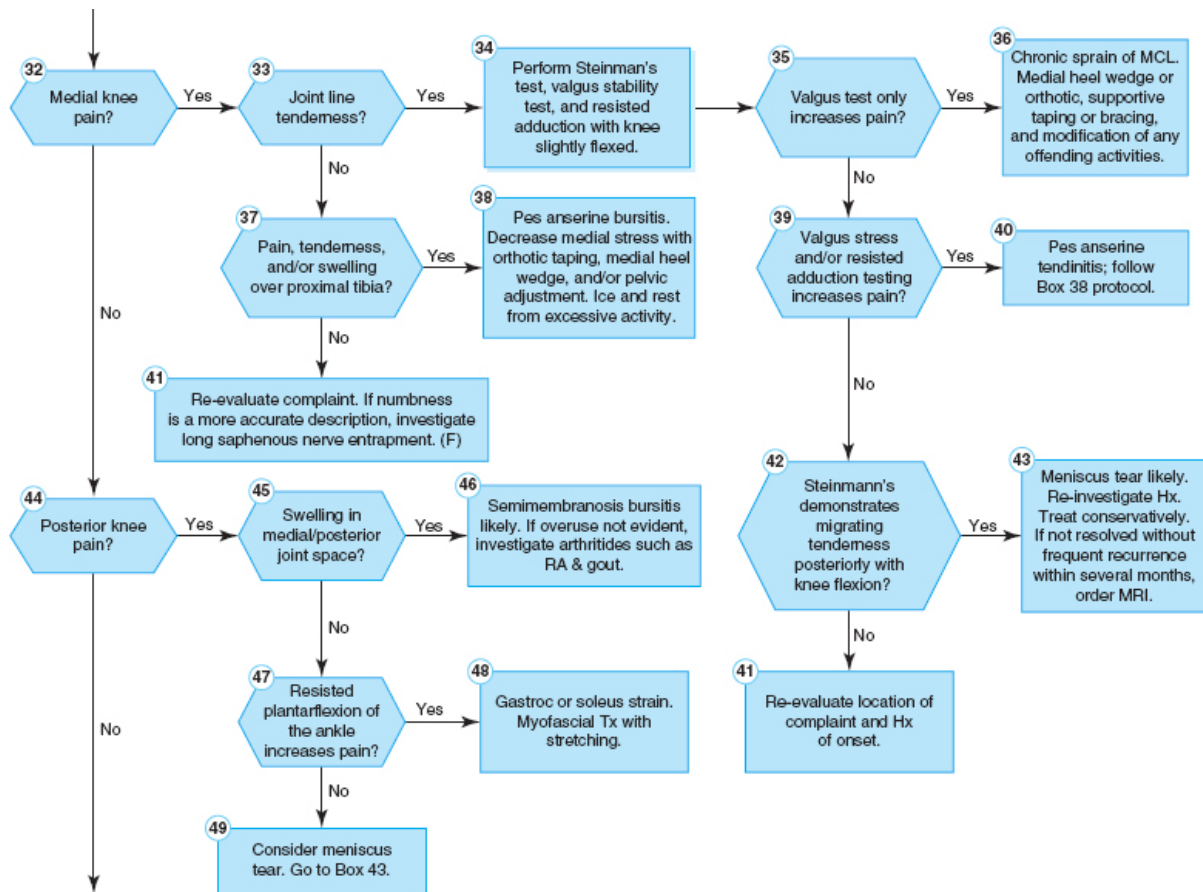 32
Medial knee
pain?
Yes
33
Joint line
tenderness?
Yes
34
Perform Steinman's
test, valgus stability
test, and resisted
adduction with knee
slightly flexed.
35
Valgus test only
increases pain?
Yes
36
Chronic sprain of MCL.
Medial heel wedge or
orthotic, supportive
taping or bracing,
and modification of any
offending activities.
No
No
37
Pain, tenderness,
and/or swelling
over proximal tibia?
Yes
38
Pes anserine bursitis.
Decrease medial stress with
orthotic taping, medial heel
wedge, and/or pelvic
adjustment. Ice and rest
from excessive activity.
39
Valgus stress
and/or resisted
adduction testing
increases pain?
Yes
40
Pes anserine
tendinitis; follow
Box 38 protocol.
No
No
No
41
Re-evaluate complaint. If numbness
is a more accurate description, investigate
long saphenous nerve entrapment. (F)
42
Steinmann's
demonstrates
migrating
tenderness
posteriorly with
knee flexion?
Yes
43
Meniscus tear likely.
Re-investigate Hx.
Treat conservatively.
If not resolved without
frequent recurrence
within several months,
order MRI.
44
Posterior knee
pain?
Yes
45
Swelling in
medial/posterior
joint space?
Yes
46
Semimembranosis bursitis
likely. If overuse not evident,
investigate arthritides such as
RA & gout.
No
No
No
47
Resisted
plantarflexion of
the ankle
increases pain?
Yes
48
Gastroc or soleus strain.
Myofascial Tx with
stretching.
41
Re-evaluate location of
complaint and Hx
of onset.
No
49
Consider meniscus
tear. Go to Box 43.